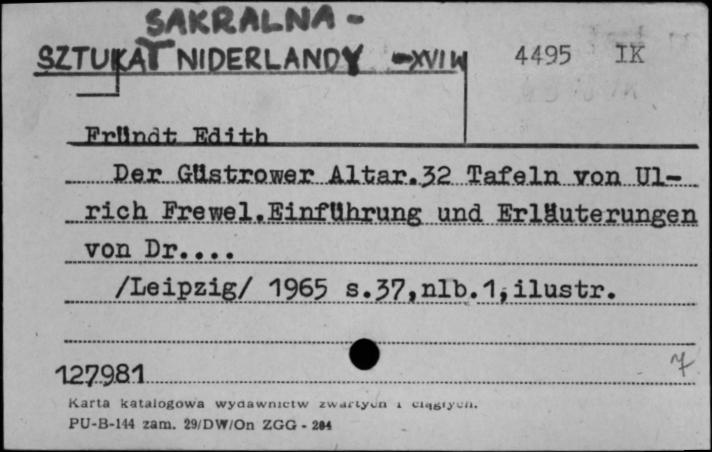 SAKRALNA -
SZTUKA T NIDERLANDY - XVI W
4495 IK
Fründt Edith
Der Güstrower Altar.32 Tafeln von Ul-
rich Frewel.Einführung und Erläuterungen
von Dr....
/Leipzig/ 1965 s.37,nlb.1,ilustr.
127981
7
Karta katalogowa wydawnictw zwartych i ciągłych.
PU-B-144 zam. 29/DW/On ZGG - 284